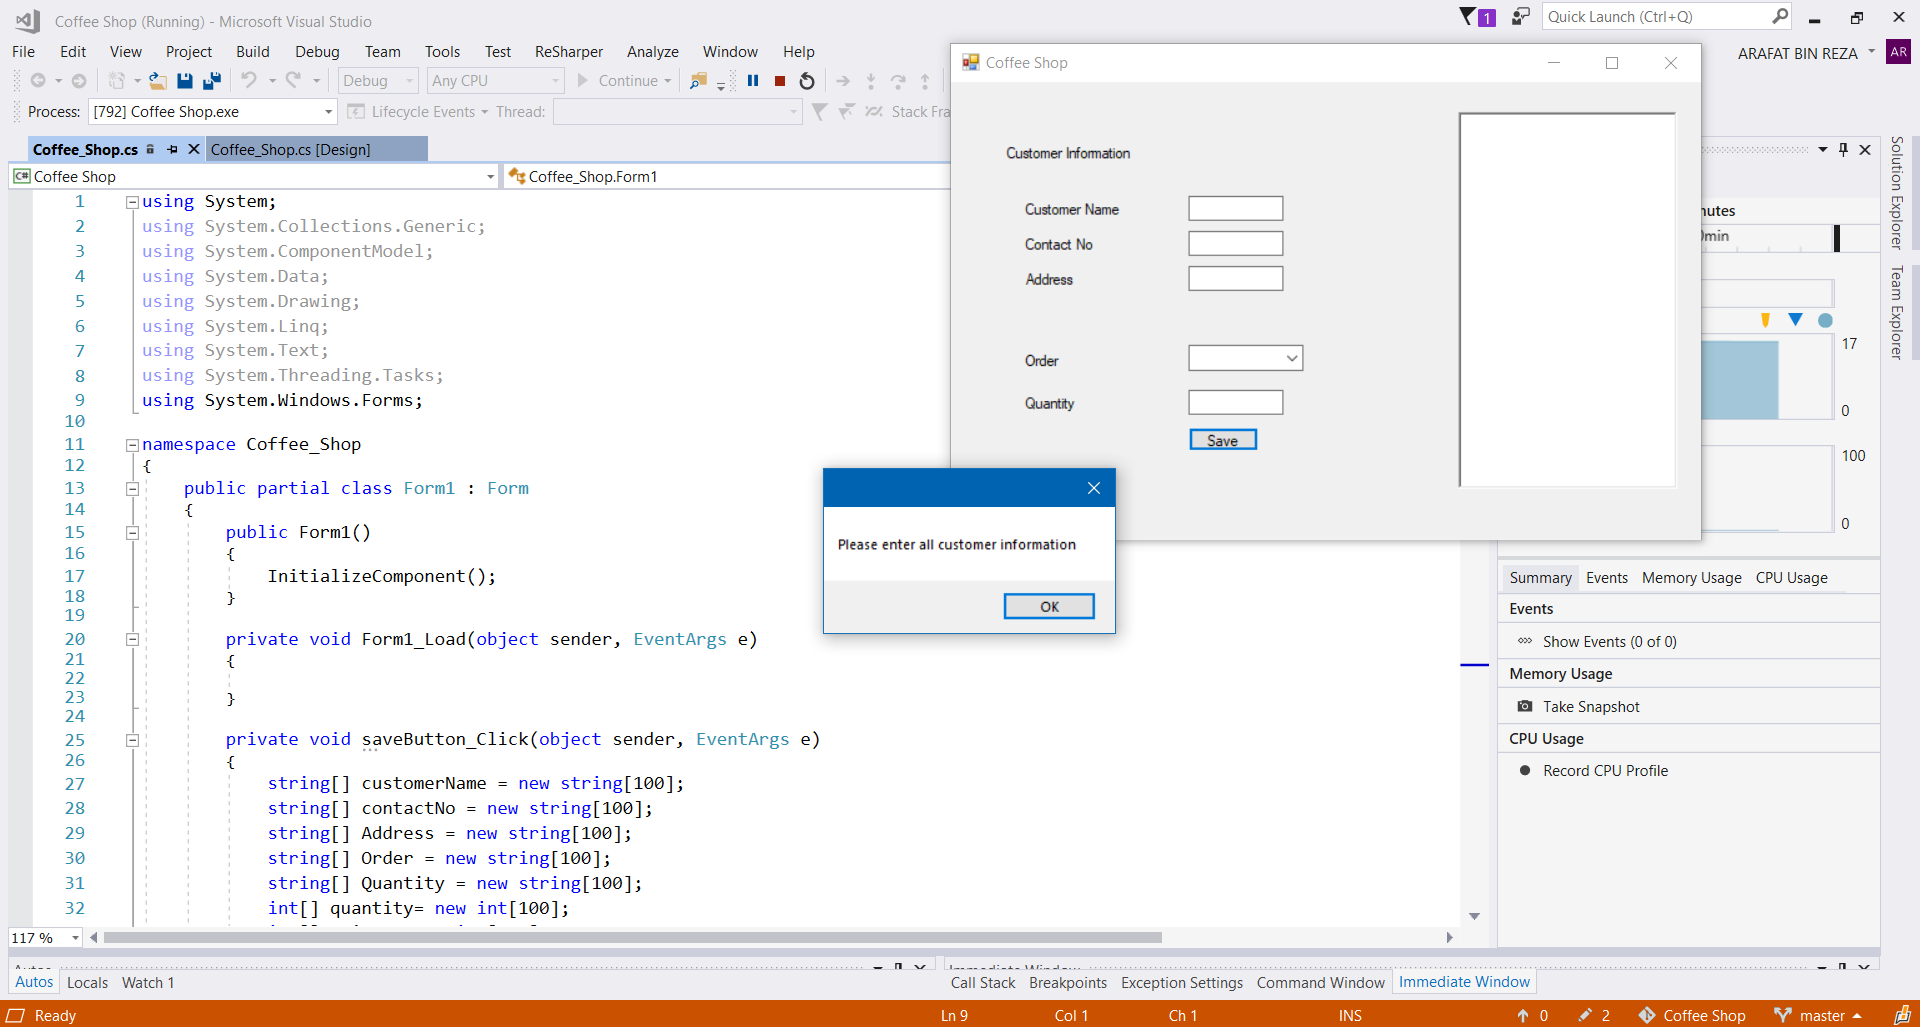 Coffee Shop (Running) - Microsoft Visual Studio
1
Quick Launch (Ctrl+Q)
File Edit View Project Build Debug Team Tools Test ReSharper Analyze Window Help
ARAFAT BIN REZA AR
Debug Any CPU Continue
Process: [792] Coffee Shop.exe Lifecycle Events Thread: Stack Fra
Coffee_Shop.cs Coffee_Shop.cs [Design]
C# Coffee Shop Coffee_Shop.Form1
1 using System;
2 using System.Collections.Generic;
3 using System.ComponentModel;
4 using System.Data;
5 using System.Drawing;
6 using System.Linq;
7 using System.Text;
8 using System.Threading.Tasks;
9 using System.Windows.Forms;
10
11 namespace Coffee_Shop
12 {
13 public partial class Form1 : Form
14 {
15 public Form1()
16 {
17 InitializeComponent();
18 }
19
20 private void Form1_Load(object sender, EventArgs e)
21 {
22
23 }
24
25 private void saveButton_Click(object sender, EventArgs e)
26 {
27 string[] customerName = new string[100];
28 string[] contactNo = new string[100];
29 string[] Address = new string[100];
30 string[] Order = new string[100];
31 string[] Quantity = new string[100];
32 int[] quantity= new int[100];
117 %
Coffee Shop
Customer Information
Customer Name
Contact No
Address
Order
Quantity
Save
Please enter all customer information
OK
nutes
0min
17
0
100
0
Solution Explorer
Team Explorer
Summary Events Memory Usage CPU Usage
Events
Show Events (0 of 0)
Memory Usage
Take Snapshot
CPU Usage
Record CPU Profile
Autos
Immediate Window
Autos Locals Watch 1
Call Stack Breakpoints Exception Settings Command Window Immediate Window
Ready Ln 9 Col 1 Ch 1 INS 0 2 Coffee Shop master